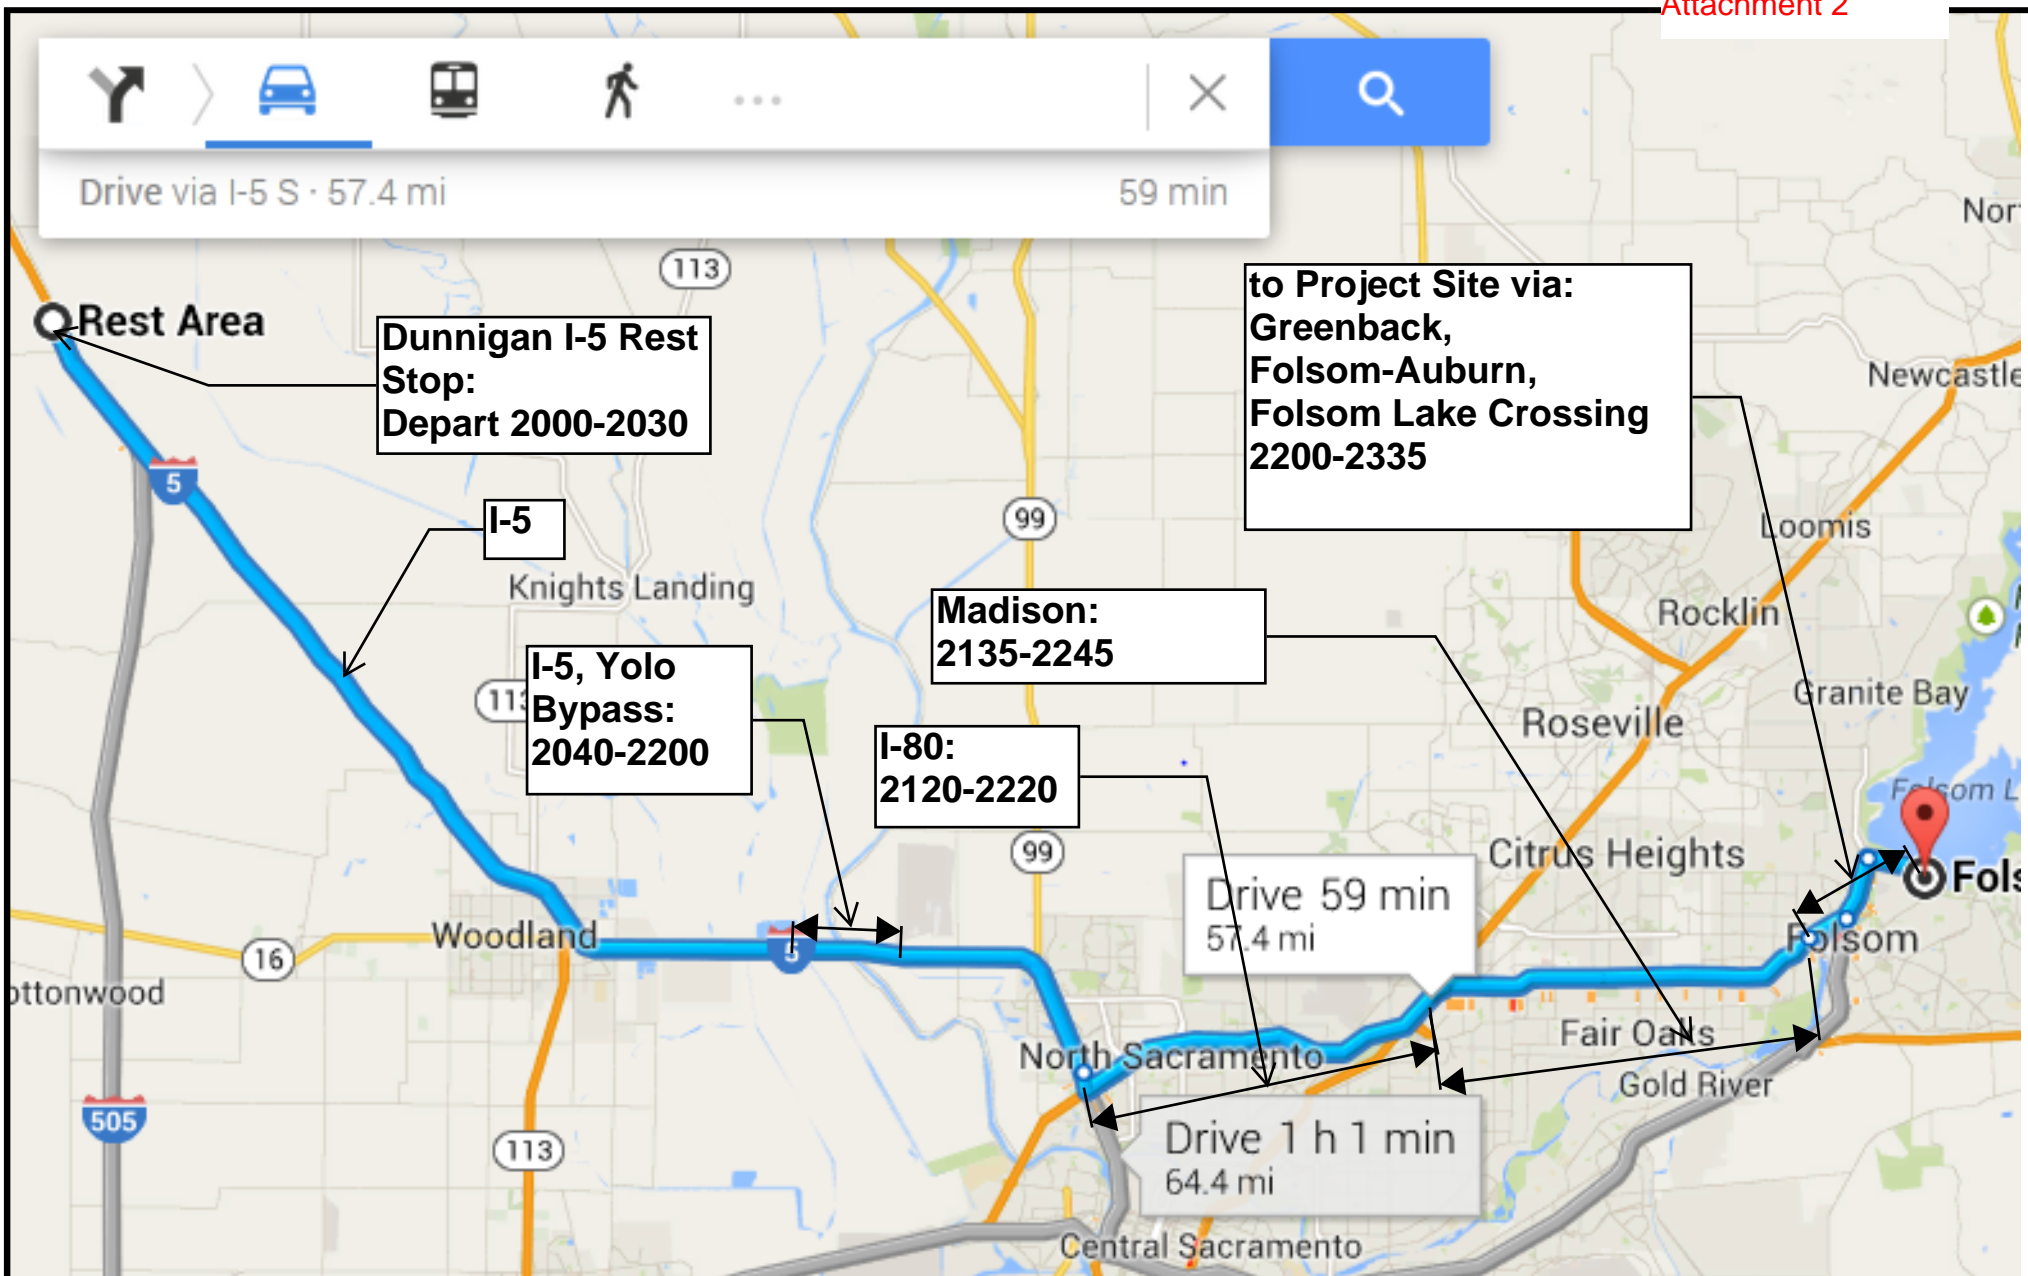 Attachment 2
Drive via I-5 S · 57.4 mi
59 min
113
Rest Area
Dunnigan I-5 Rest
Stop:
Depart 2000-2030
to Project Site via:
Greenback,
Folsom-Auburn,
Folsom Lake Crossing
2200-2335
Newcastle
5
I-5
99
Loomis
Knights Landing
Madison:
2135-2245
Rocklin
I-5, Yolo
Bypass:
2040-2200
113
Granite Bay
Roseville
I-80:
2120-2220
Folsom L
99
Citrus Heights
Drive 59 min
57.4 mi
Fols
Woodland
5
Folsom
16
ottonwood
Fair Oaks
North Sacramento
Gold River
505
113
Drive 1 h 1 min
64.4 mi
Central Sacramento